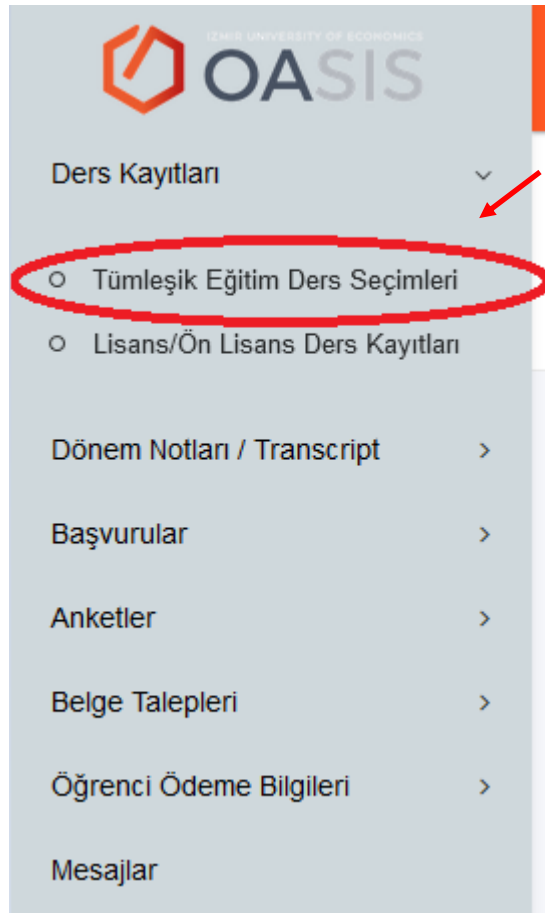 IZMIR UNIVERSITY OF ECONOMICS
OASIS
Ders Kayıtları
Tümleşik Eğitim Ders Seçimleri
Lisans/Ön Lisans Ders Kayıtları
Dönem Notları / Transcript
Başvurular
Anketler
Belge Talepleri
Öğrenci Ödeme Bilgileri
Mesajlar